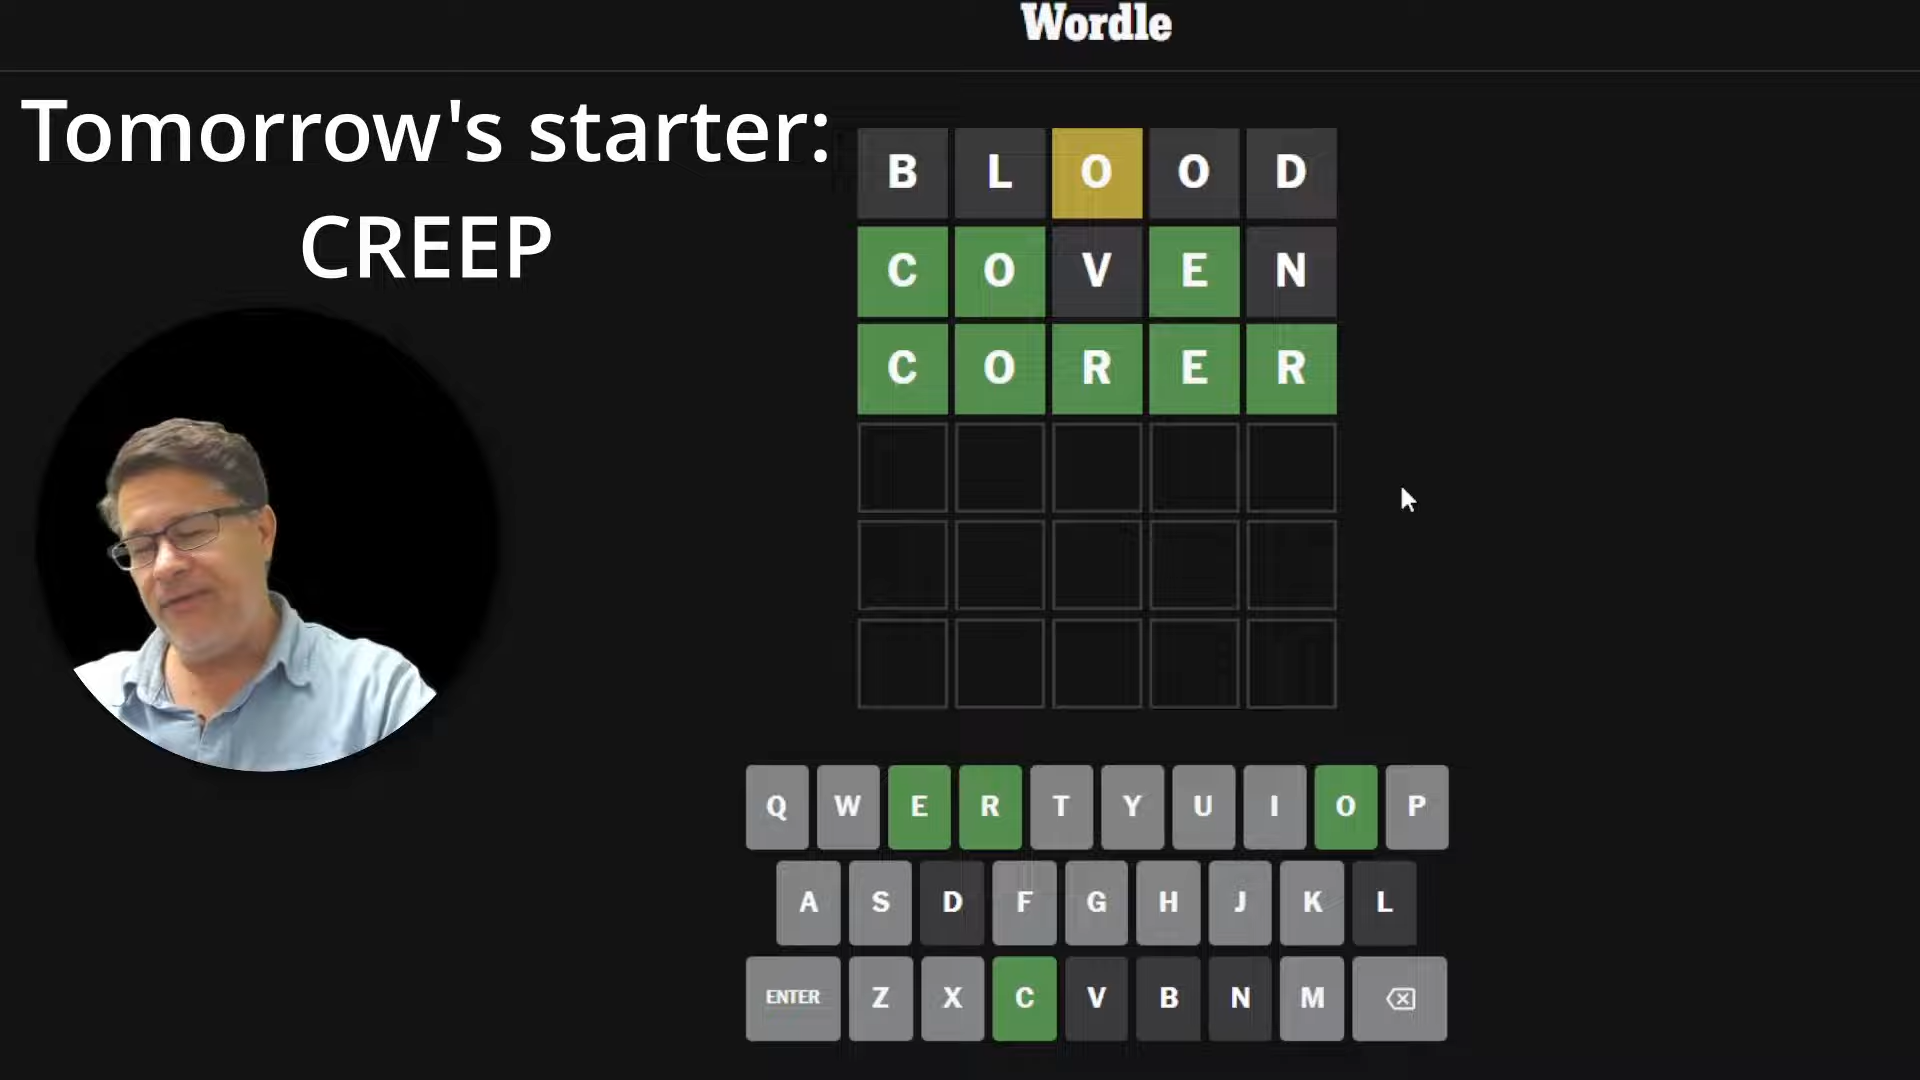 Wordle
Tomorrow's starter:
CREEP
B L O O D
C O V E N
C O R E R
Q W E R T Y U I O P
A S D F G H J K L
ENTER Z X C V B N M